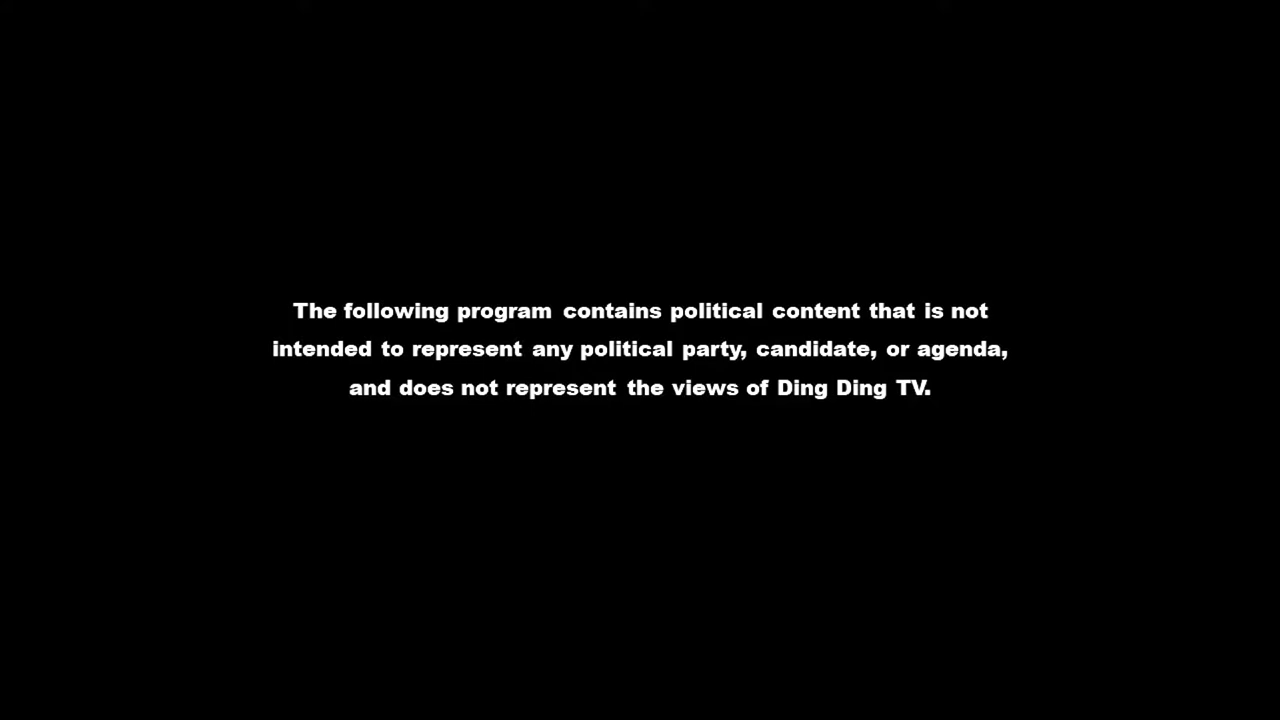 The following program contains political content that is not
intended to represent any political party, candidate, or agenda,
and does not represent the views of Ding Ding TV.